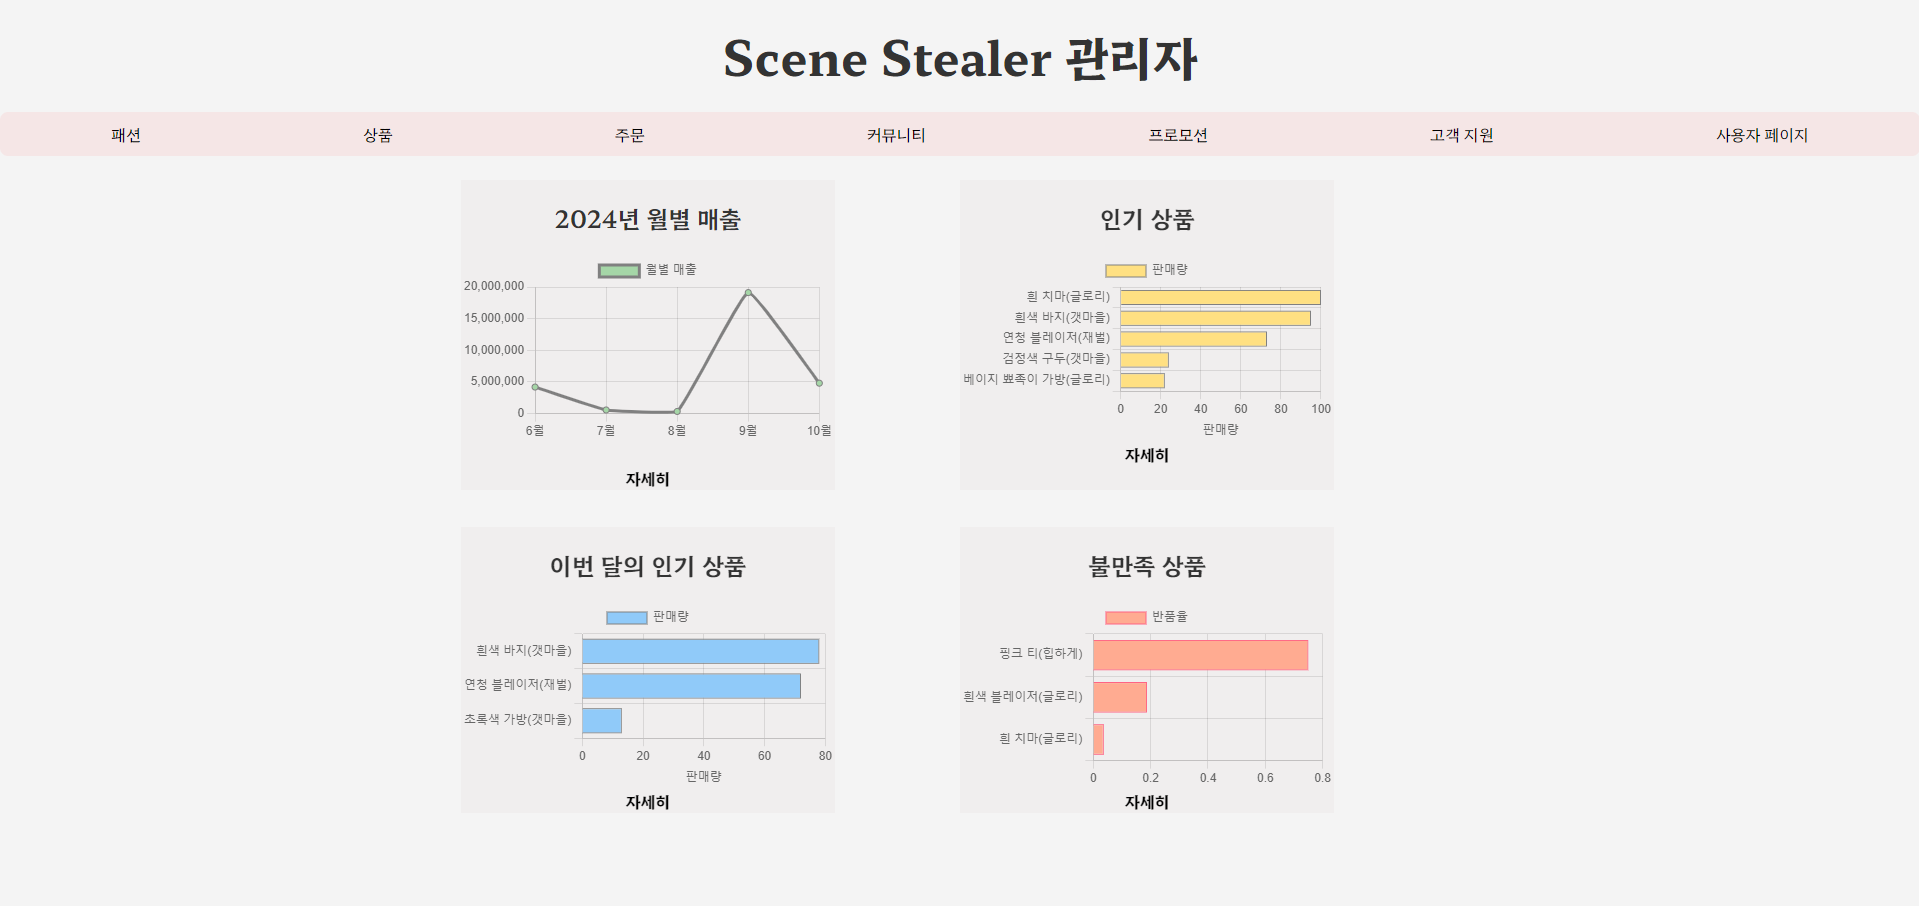 Scene Stealer 관리자
패션 상품 주문 커뮤니티 프로모션 고객 지원 사용자 페이지
2024년 월별 매출
월별 매출
20,000,000
15,000,000
10,000,000
5,000,000
0
6월 7월 8월 9월 10월
자세히
인기 상품
판매량
흰 치마(글로리)
흰색 바지(갯마을)
연청 블레이저(재벌)
검정색 구두(갯마을)
베이지 뾰족이 가방(글로리)
0 20 40 60 80 100
판매량
자세히
이번 달의 인기 상품
판매량
흰색 바지(갯마을)
연청 블레이저(재벌)
초록색 가방(갯마을)
0 20 40 60 80
판매량
자세히
불만족 상품
반품율
핑크 티(힙하게)
흰색 블레이저(글로리)
흰 치마(글로리)
0 0.2 0.4 0.6 0.8
자세히